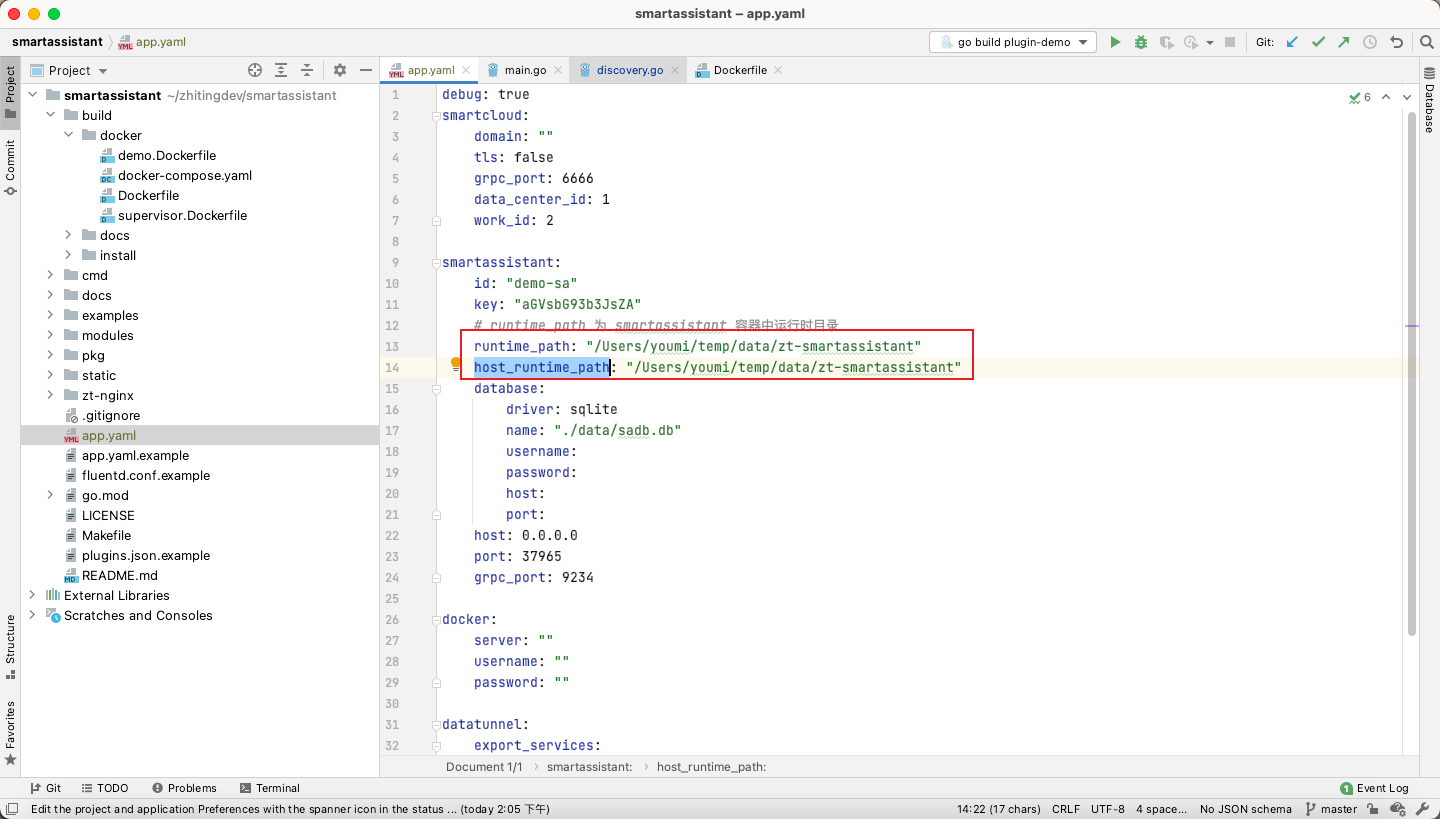 smartassistant – app.yaml
smartassistant app.yaml
go build plugin-demo
Git:
Project
Project
Commit
Structure
Favorites
Database
smartassistant ~/zhitingdev/smartassistant
build
docker
demo.Dockerfile
docker-compose.yaml
Dockerfile
supervisor.Dockerfile
docs
install
cmd
docs
examples
modules
pkg
static
zt-nginx
.gitignore
app.yaml
app.yaml.example
fluentd.conf.example
go.mod
LICENSE
Makefile
plugins.json.example
README.md
External Libraries
Scratches and Consoles
app.yaml main.go discovery.go Dockerfile
6
1 debug: true
2 smartcloud:
3 domain: ""
4 tls: false
5 grpc_port: 6666
6 data_center_id: 1
7 work_id: 2
8
9 smartassistant:
10 id: "demo-sa"
11 key: "aGVsbG93b3JsZA"
12 # runtime_path 为 smartassistant 容器中运行时目录
13 runtime_path: "/Users/youmi/temp/data/zt-smartassistant"
14 host_runtime_path: "/Users/youmi/temp/data/zt-smartassistant"
15 database:
16 driver: sqlite
17 name: "./data/sadb.db"
18 username:
19 password:
20 host:
21 port:
22 host: 0.0.0.0
23 port: 37965
24 grpc_port: 9234
25
26 docker:
27 server: ""
28 username: ""
29 password: ""
30
31 datatunnel:
32 export_services:
Document 1/1 smartassistant: host_runtime_path:
Git TODO Problems Terminal
1 Event Log
Edit the project and application Preferences with the spanner icon in the status ... (today 2:05 下午)
14:22 (17 chars) CRLF UTF-8 4 space... No JSON schema master